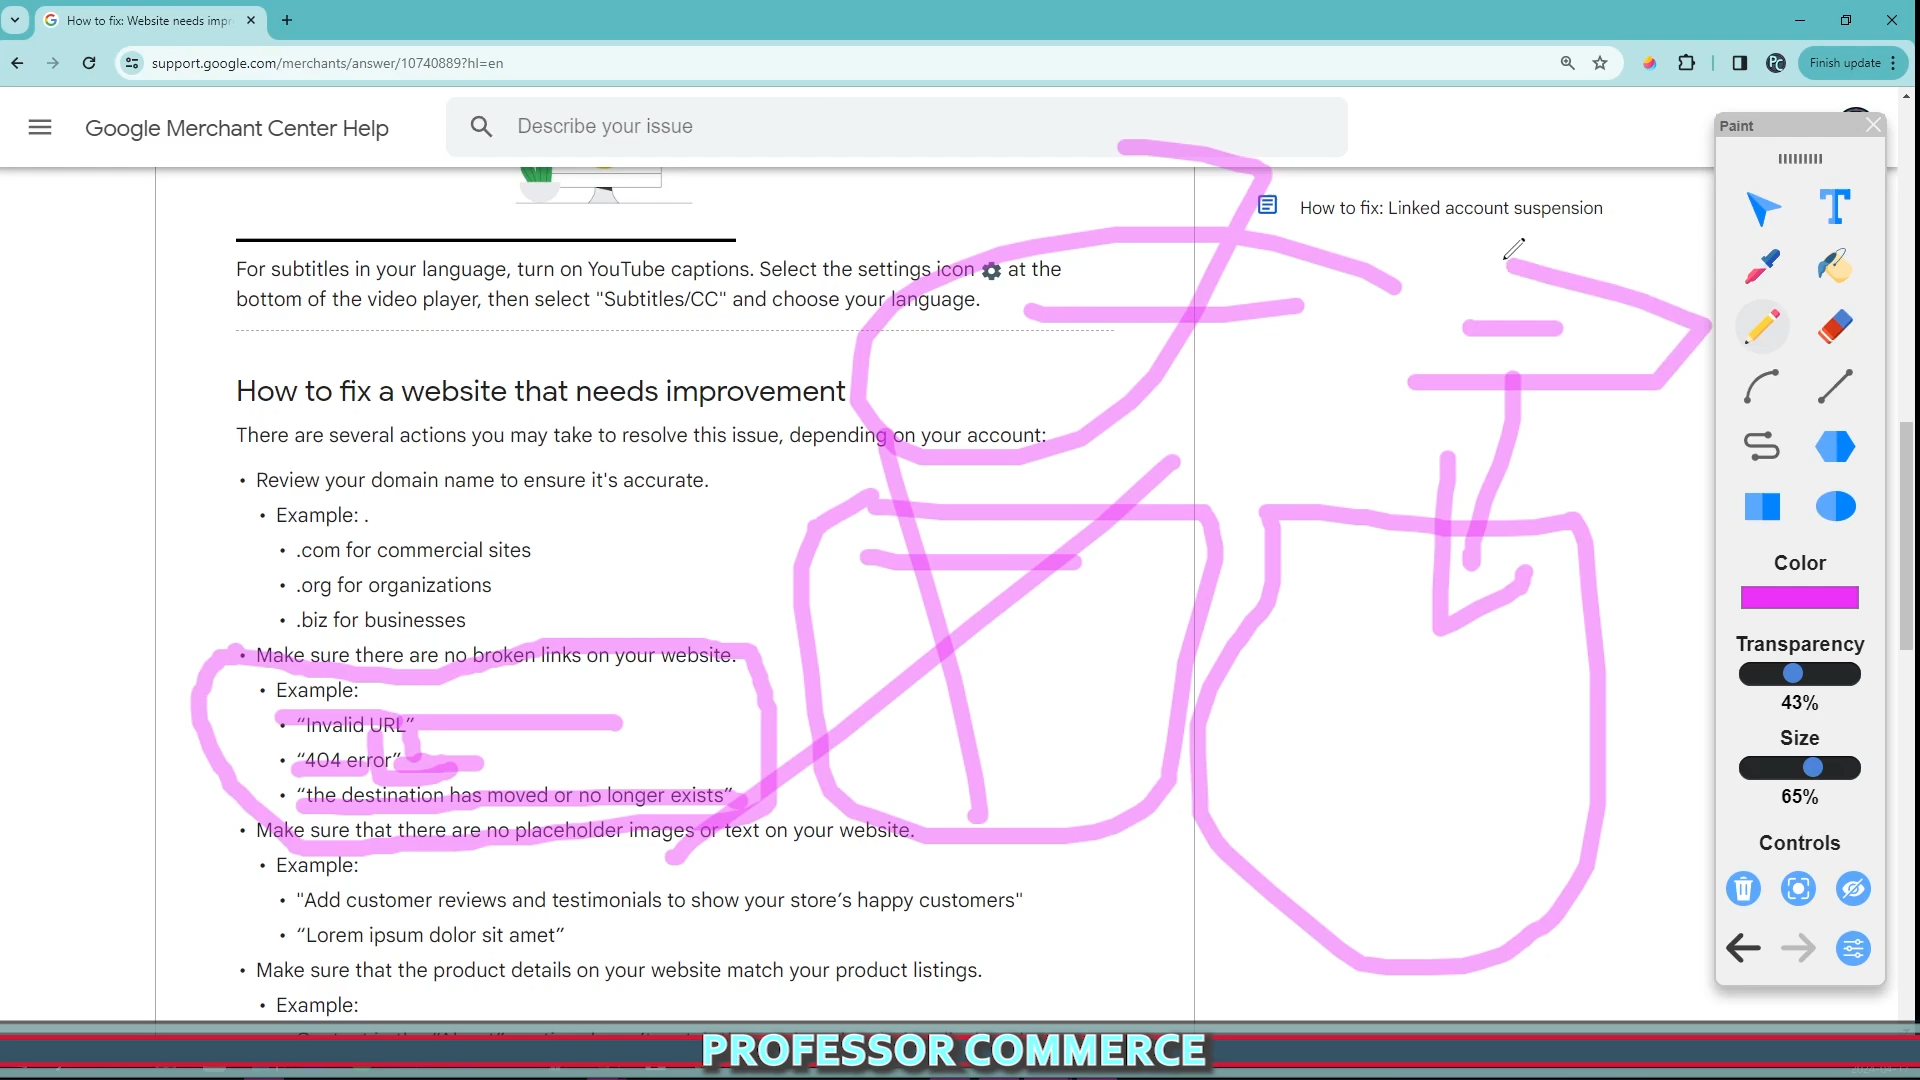 How to fix: Website needs impr
support.google.com/merchants/answer/10740889?hl=en
Finish update
Google Merchant Center Help
Describe your issue
Paint
How to fix: Linked account suspension
For subtitles in your language, turn on YouTube captions. Select the settings icon at the
bottom of the video player, then select "Subtitles/CC" and choose your language.
How to fix a website that needs improvement
There are several actions you may take to resolve this issue, depending on your account:
• Review your domain name to ensure it's accurate.
• Example: .
• .com for commercial sites
• .org for organizations
• .biz for businesses
• Make sure there are no broken links on your website.
• Example:
• “Invalid URL”
• “404 error”
• “the destination has moved or no longer exists”
• Make sure that there are no placeholder images or text on your website.
• Example:
• "Add customer reviews and testimonials to show your store’s happy customers"
• “Lorem ipsum dolor sit amet”
• Make sure that the product details on your website match your product listings.
• Example:
Color
Transparency
43%
Size
65%
Controls
PROFESSOR COMMERCE